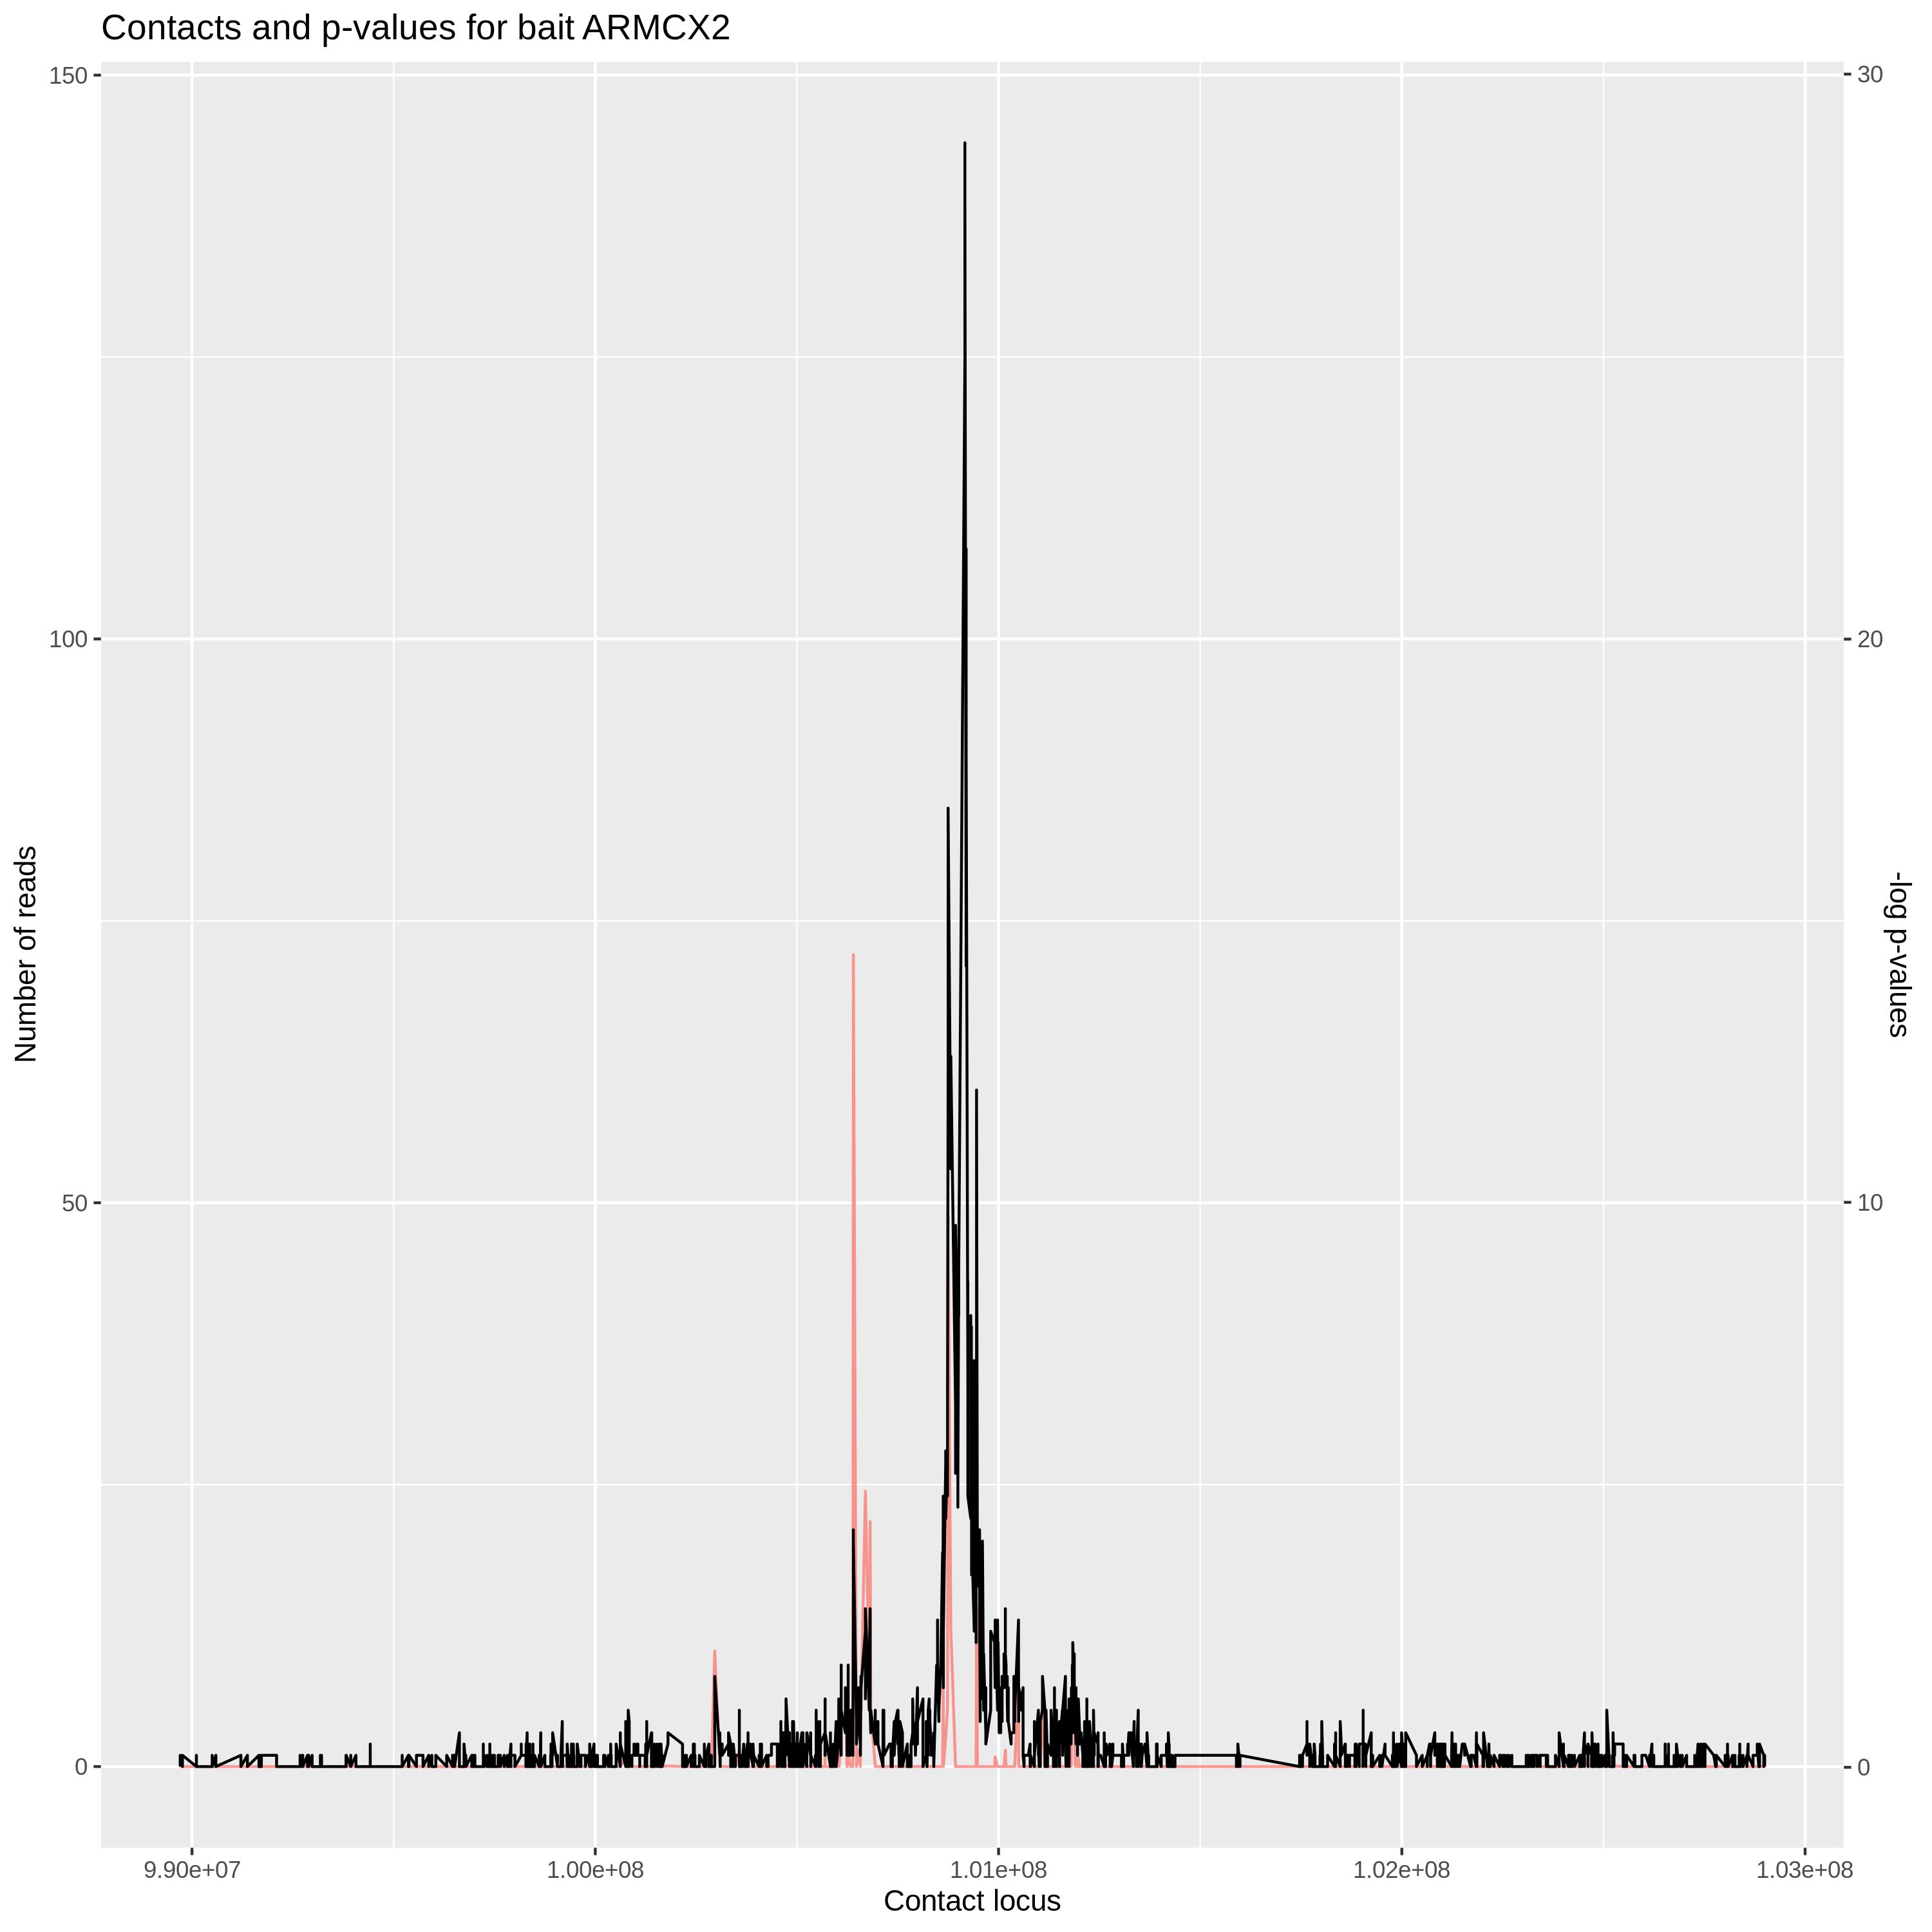 Contacts and p-values for bait ARMCX2
150
100
50
0
Number of reads
30
20
10
0
-log p-values
9.90e+07
1.00e+08
1.01e+08
1.02e+08
1.03e+08
Contact locus